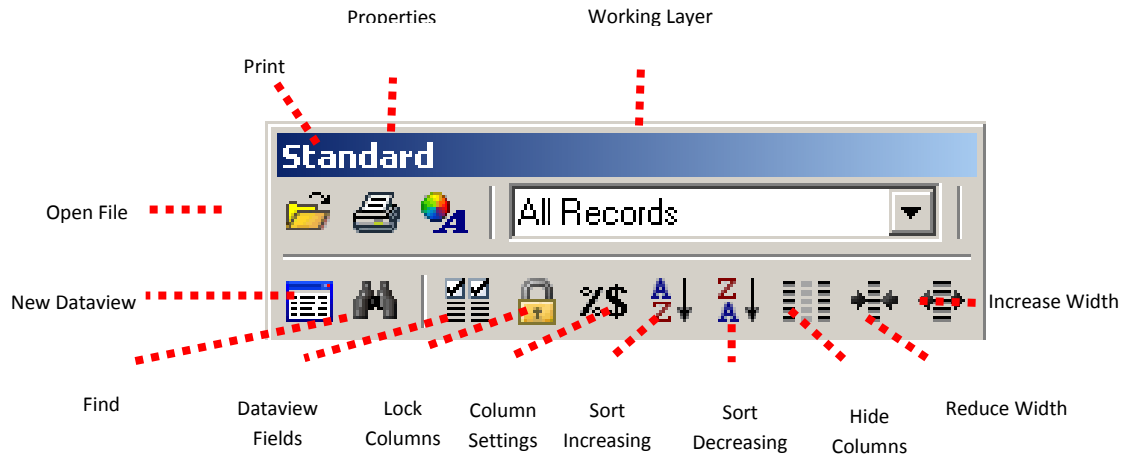 Properties
Working Layer
Print
Standard
Open File
All Records
New Dataview
%$
A
Z
Z
A
Increase Width
Find
Dataview
Fields
Lock
Columns
Column
Settings
Sort
Increasing
Sort
Decreasing
Hide
Columns
Reduce Width